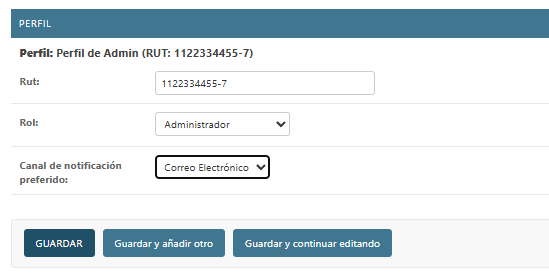 PERFIL
Perfil: Perfil de Admin (RUT: 1122334455-7)
Rut: 1122334455-7
Rol: Administrador
Canal de notificación
preferido: Correo Electrónico
GUARDAR Guardar y añadir otro Guardar y continuar editando